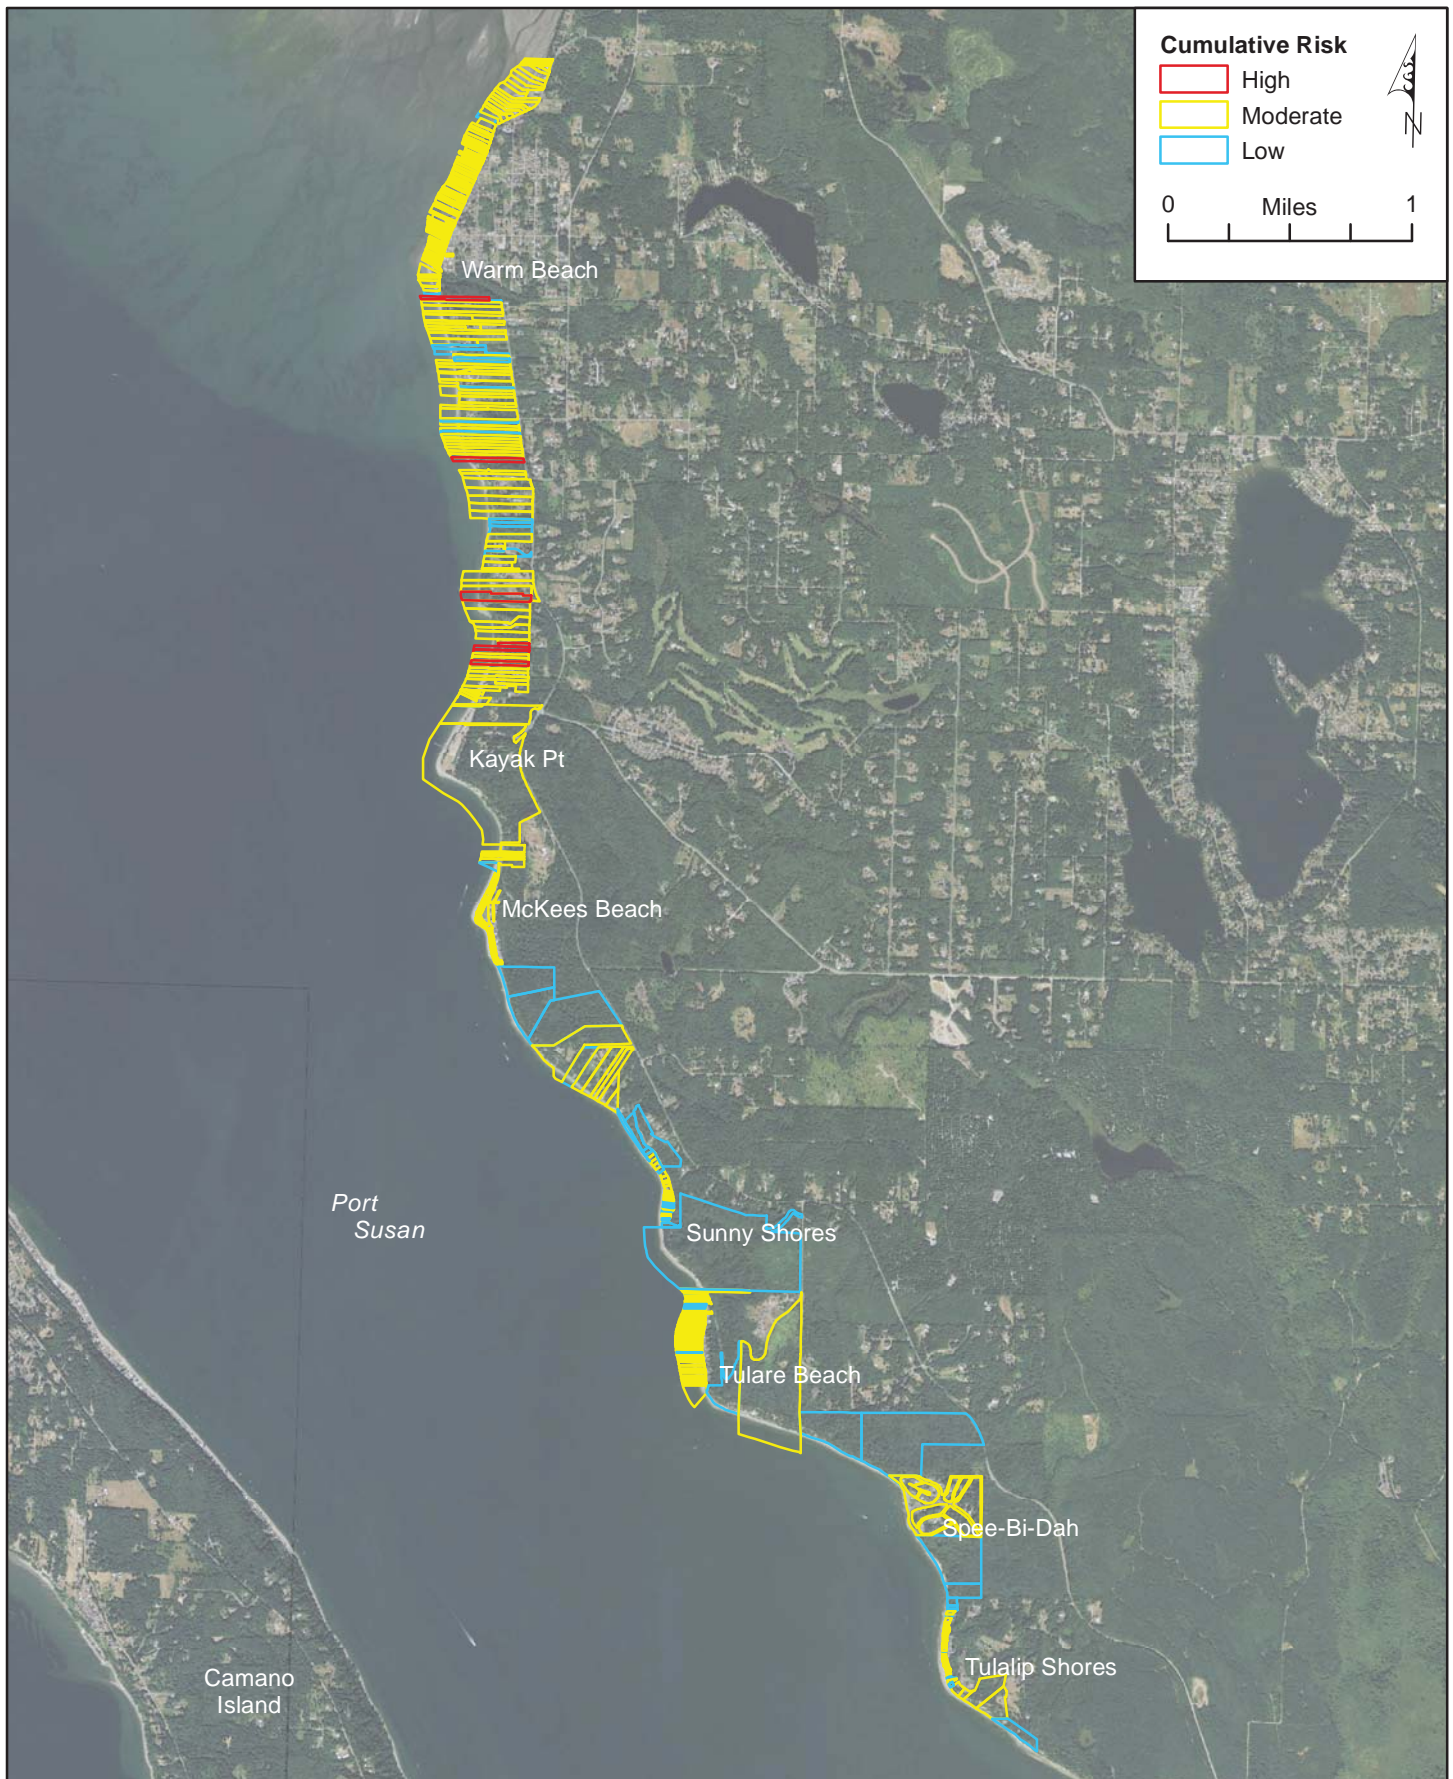 Cumulative Risk
High
Moderate
Low
N
0 Miles 1
Warm Beach
Kayak Pt
McKees Beach
Port
Susan
Sunny Shores
Tulare Beach
Spee-Bi-Dah
Tulalip Shores
Camano
Island